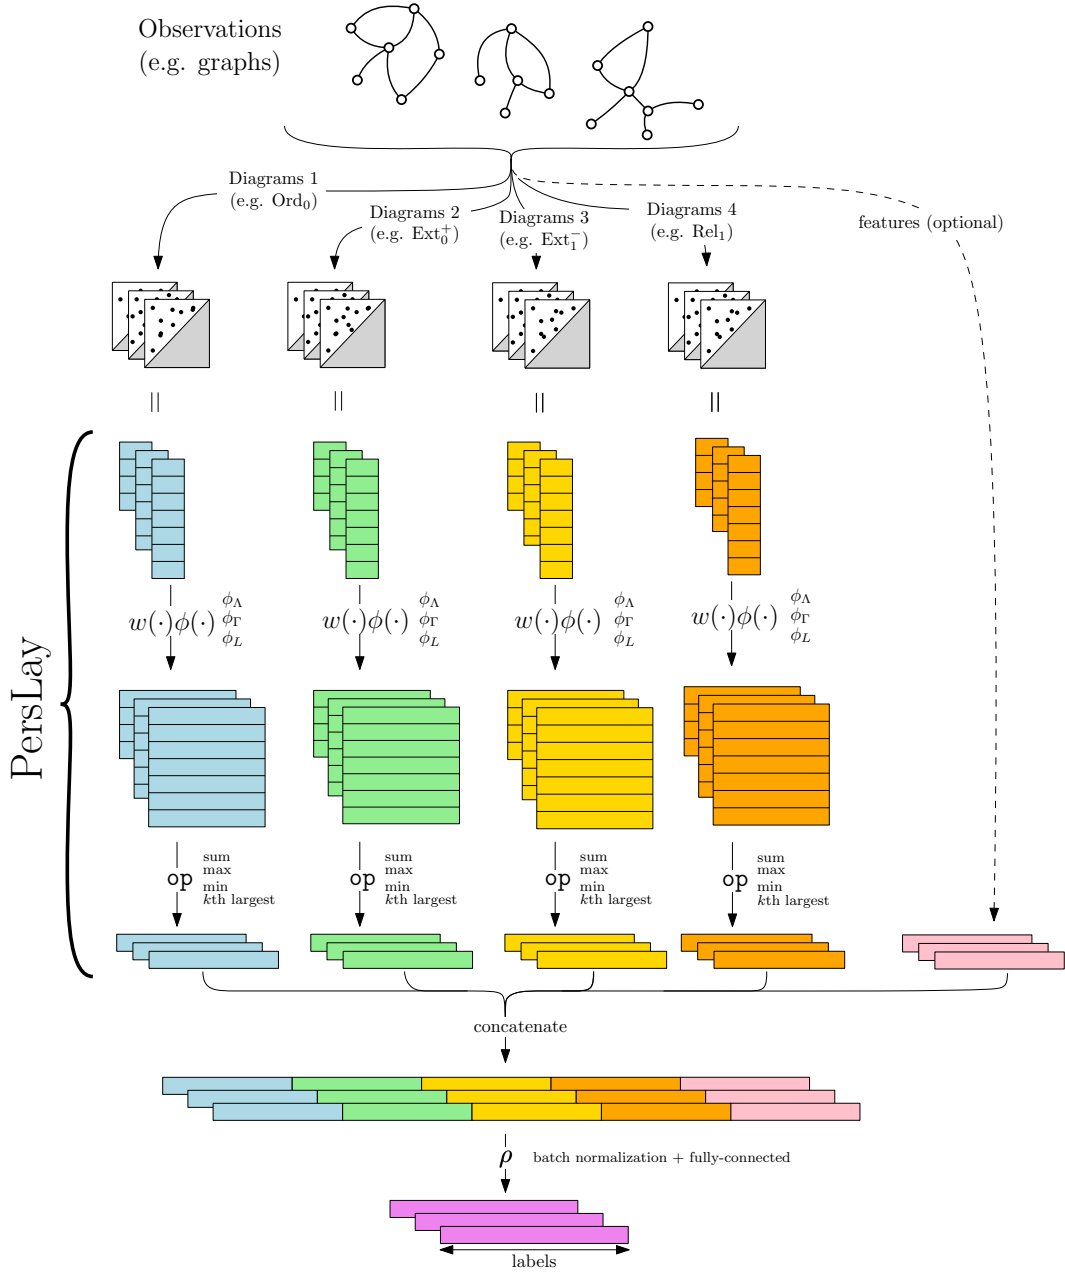 Observations
(e.g. graphs)
Diagrams 1
(e.g. Ord₀)
Diagrams 2
(e.g. Ext₀⁺)
Diagrams 3
(e.g. Ext₁⁻)
Diagrams 4
(e.g. Rel₁)
features (optional)
=
=
=
=
PersLay
w(·)ϕ(·)
ϕ_Λ
ϕ_Γ
ϕ_L
w(·)ϕ(·)
ϕ_Λ
ϕ_Γ
ϕ_L
w(·)ϕ(·)
ϕ_Λ
ϕ_Γ
ϕ_L
w(·)ϕ(·)
ϕ_Λ
ϕ_Γ
ϕ_L
op
sum
max
min
kth largest
op
sum
max
min
kth largest
op
sum
max
min
kth largest
op
sum
max
min
kth largest
concatenate
ρ batch normalization + fully-connected
labels